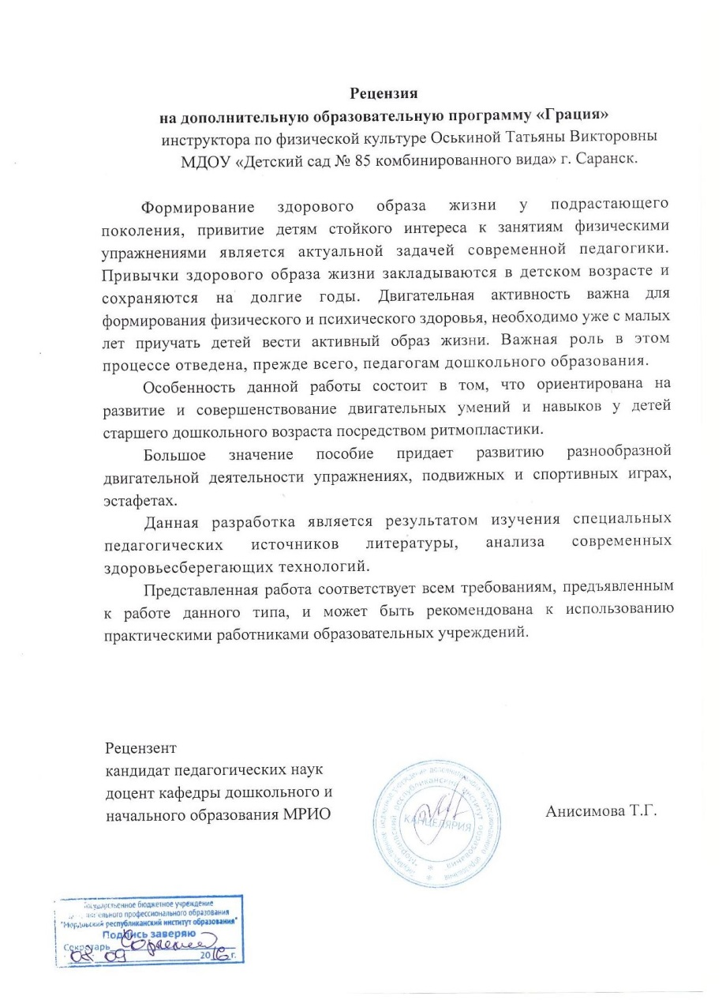 Рецензия
на дополнительную образовательную программу «Грация»
инструктора по физической культуре Оськиной Татьяны Викторовны
МДОУ «Детский сад № 85 комбинированного вида» г. Саранск.
Формирование здорового образа жизни у подрастающего
поколения, привитие детям стойкого интереса к занятиям физическими
упражнениями является актуальной задачей современной педагогики.
Привычки здорового образа жизни закладываются в детском возрасте и
сохраняются на долгие годы. Двигательная активность важна для
формирования физического и психического здоровья, необходимо уже с малых
лет приучать детей вести активный образ жизни. Важная роль в этом
процессе отведена, прежде всего, педагогам дошкольного образования.
Особенность данной работы состоит в том, что ориентирована на
развитие и совершенствование двигательных умений и навыков у детей
старшего дошкольного возраста посредством ритмопластики.
Большое значение пособие придает развитию разнообразной
двигательной деятельности упражнениях, подвижных и спортивных играх,
эстафетах.
Данная разработка является результатом изучения специальных
педагогических источников литературы, анализа современных
здоровьесберегающих технологий.
Представленная работа соответствует всем требованиям, предъявленным
к работе данного типа, и может быть рекомендована к использованию
практическими работниками образовательных учреждений.
Рецензент
кандидат педагогических наук
доцент кафедры дошкольного и
начального образования МРИО
Анисимова Т.Г.
Мордовский республиканский институт образования
КАНЦЕЛЯРИЯ
государственное бюджетное учреждение
профессионального образования
"Мордовский республиканский институт образования"
Подпись заверяю
Секретарь
08 09 2016 г.